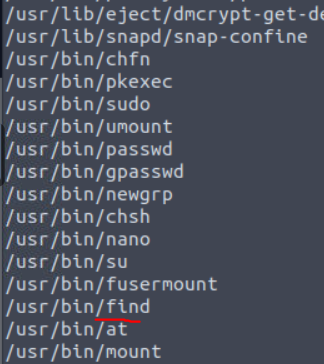 /usr/lib/eject/dmcrypt-get-de
/usr/lib/snapd/snap-confine
/usr/bin/chfn
/usr/bin/pkexec
/usr/bin/sudo
/usr/bin/umount
/usr/bin/passwd
/usr/bin/gpasswd
/usr/bin/newgrp
/usr/bin/chsh
/usr/bin/nano
/usr/bin/su
/usr/bin/fusermount
/usr/bin/find
/usr/bin/at
/usr/bin/mount